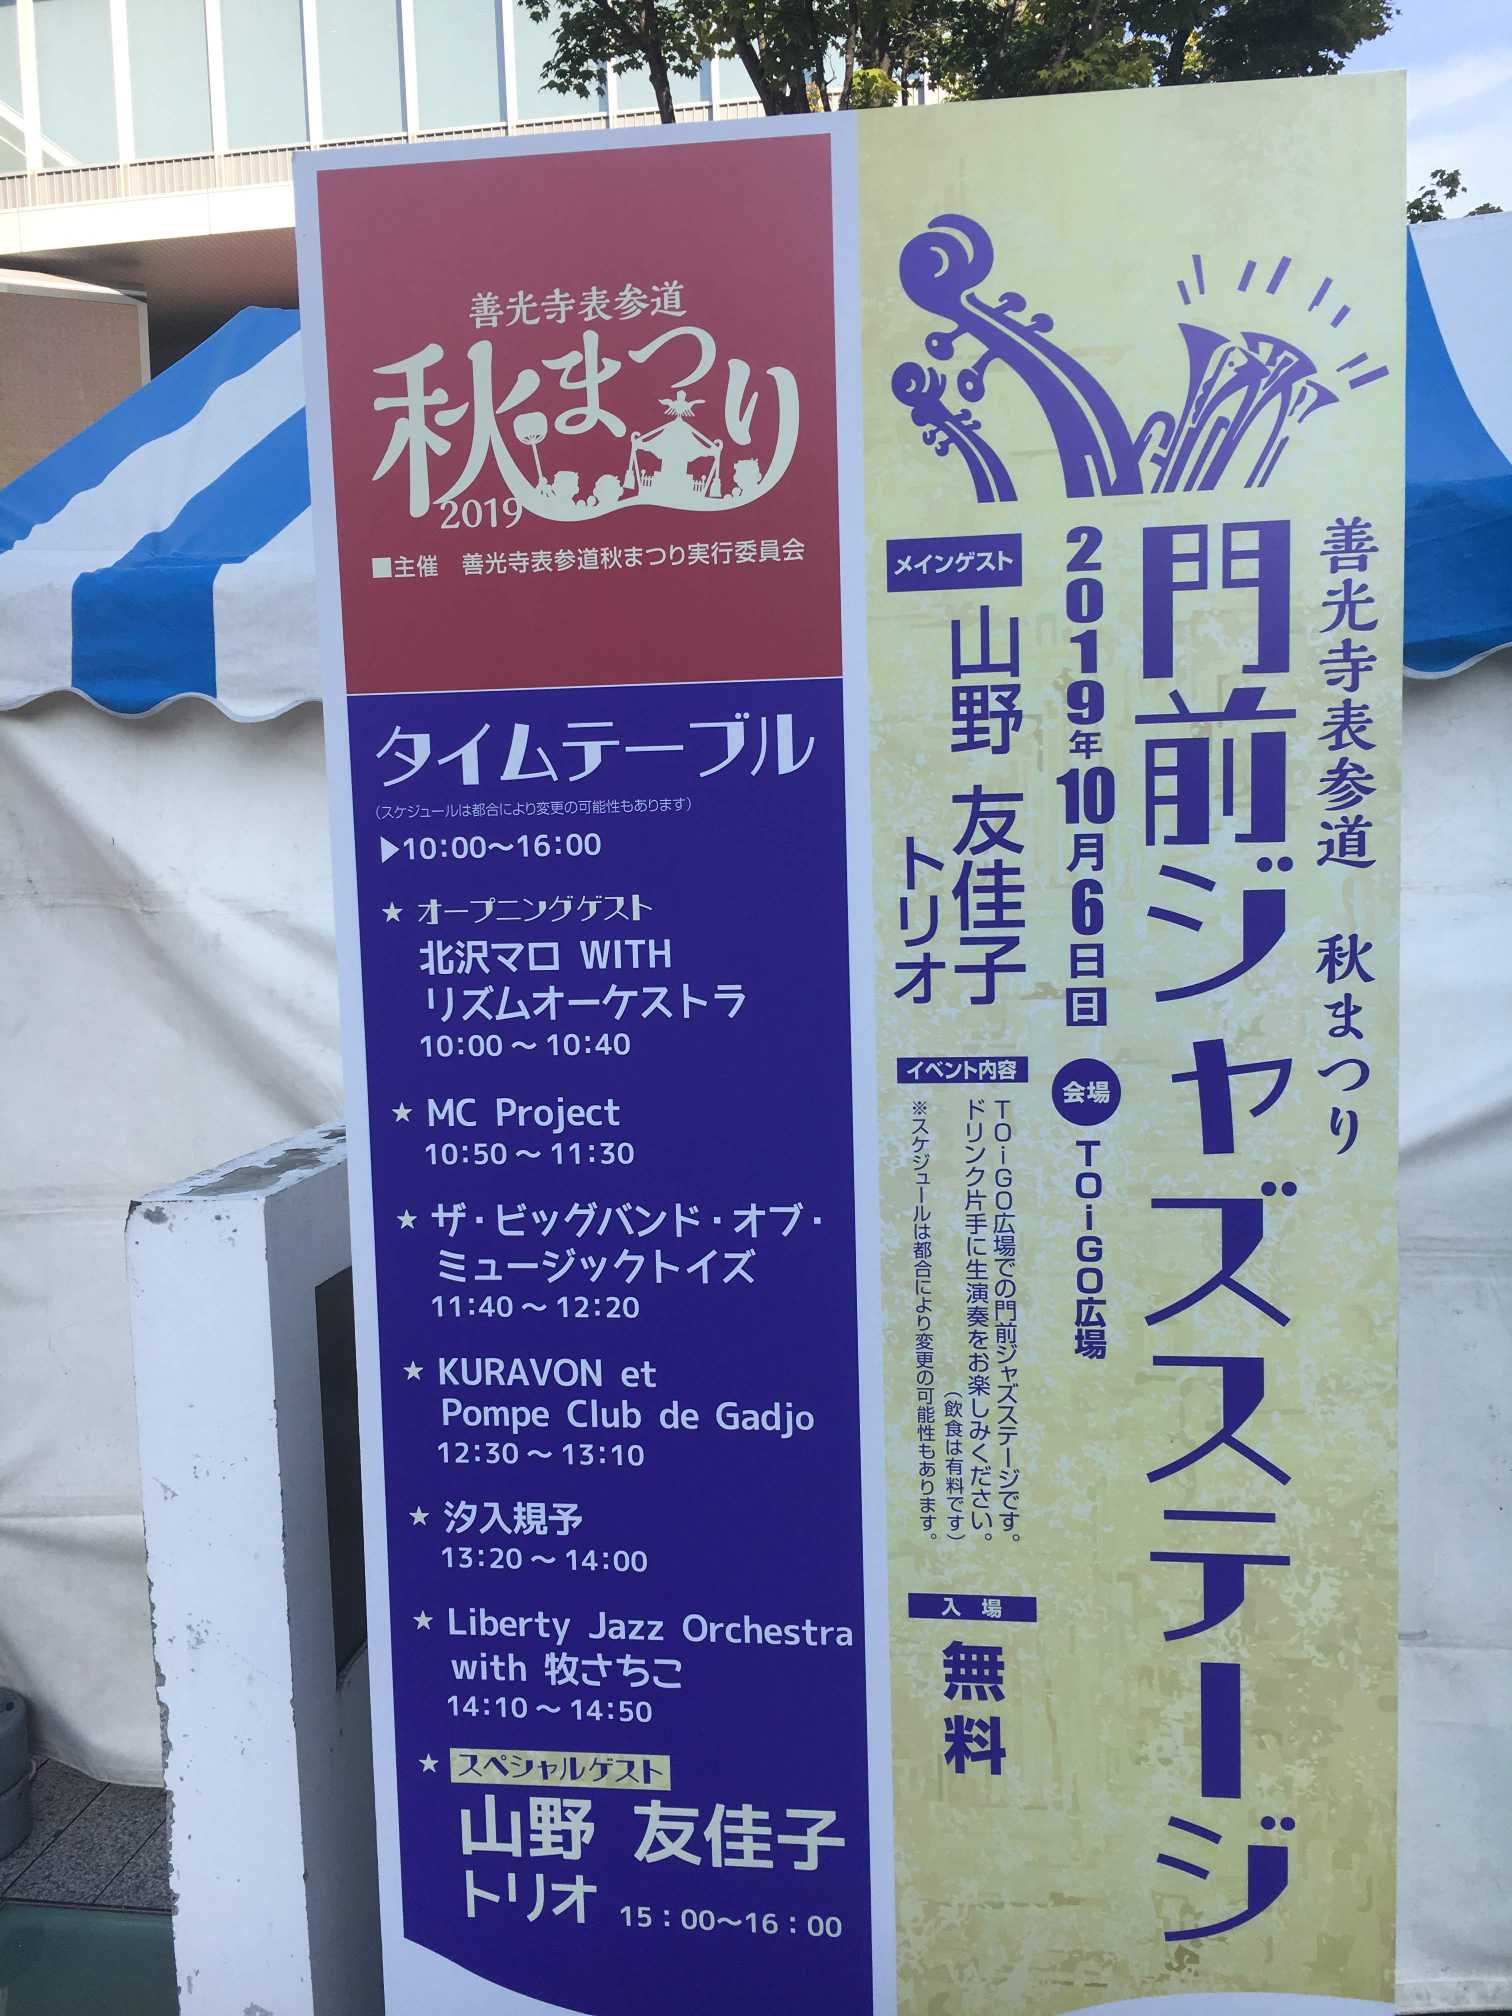 善光寺表参道 秋まつり
門前ジャズステージ
2019年10月6日日 会場 TOiGO広場
メインゲスト
山野 友佳子
トリオ
イベント内容
TOiGO広場での門前ジャズステージです。
ドリンク片手に生演奏をお楽しみください。
(飲食は有料です)
※スケジュールは都合により変更の可能性もあります。
入場
無料
善光寺表参道
秋まつり
2019
■主催 善光寺表参道秋まつり実行委員会
タイムテーブル
(スケジュールは都合により変更の可能性もあります)
▶10:00〜16:00
★ オープニングゲスト
北沢マロ WITH
リズムオーケストラ
10:00 〜 10:40
★ MC Project
10:50 〜 11:30
★ ザ・ビッグバンド・オブ・
ミュージックトイズ
11:40 〜 12:20
★ KURAVON et
Pompe Club de Gadjo
12:30 〜 13:10
★ 汐入規予
13:20 〜 14:00
★ Liberty Jazz Orchestra
with 牧さちこ
14:10 〜 14:50
★ スペシャルゲスト
山野 友佳子
トリオ 15:00〜16:00